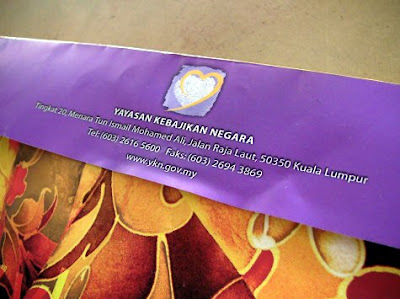 YAYASAN KEBAJIKAN NEGARA
Tingkat 20, Menara Tun Ismail Mohamed Ali, Jalan Raja Laut, 50350 Kuala Lumpur
Tel: (603) 2616 5600 Faks: (603) 2694 3869
www.ykn.gov.my